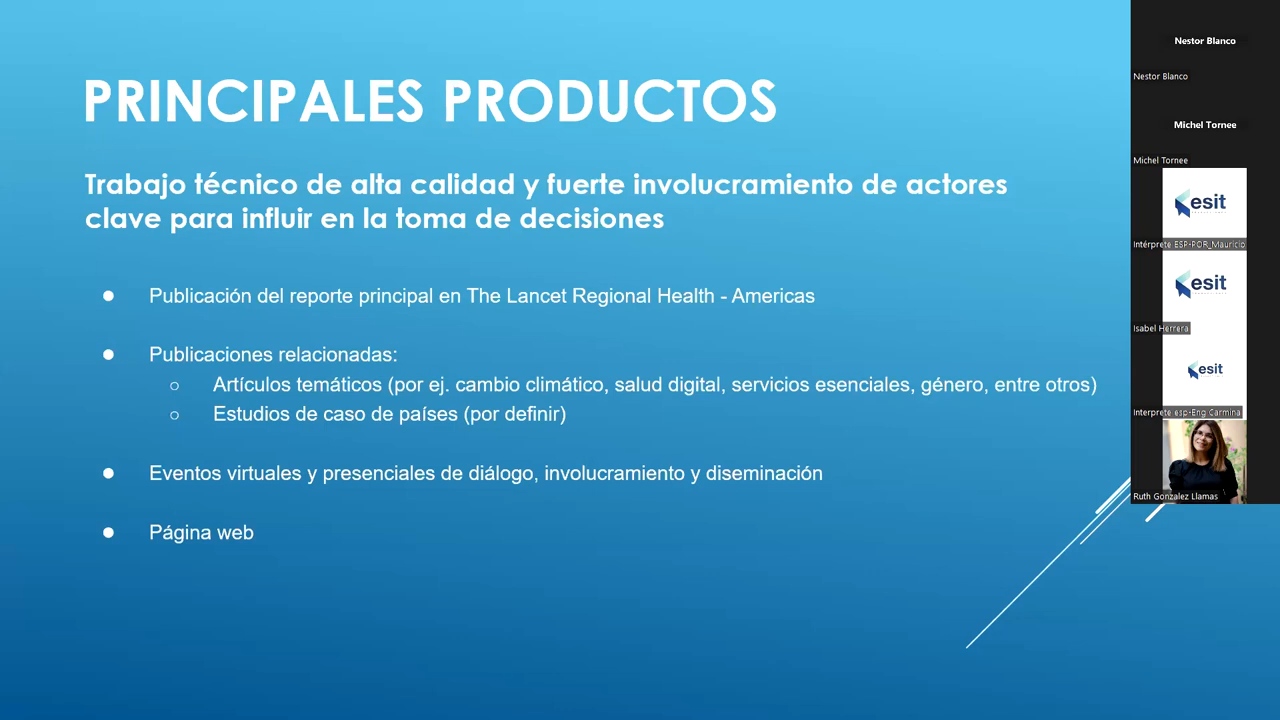 PRINCIPALES PRODUCTOS
Trabajo técnico de alta calidad y fuerte involucramiento de actores
clave para influir en la toma de decisiones
● Publicación del reporte principal en The Lancet Regional Health - Americas
● Publicaciones relacionadas:
○ Artículos temáticos (por ej. cambio climático, salud digital, servicios esenciales, género, entre otros)
○ Estudios de caso de países (por definir)
● Eventos virtuales y presenciales de diálogo, involucramiento y diseminación
● Página web
Nestor Blanco
Nestor Blanco
Michel Tornee
Michel Tornee
esit
Intérprete ESP-POR_Mauricio
esit
Isabel Herrera
esit
Interprete esp-Eng Carmina
Ruth Gonzalez Llamas